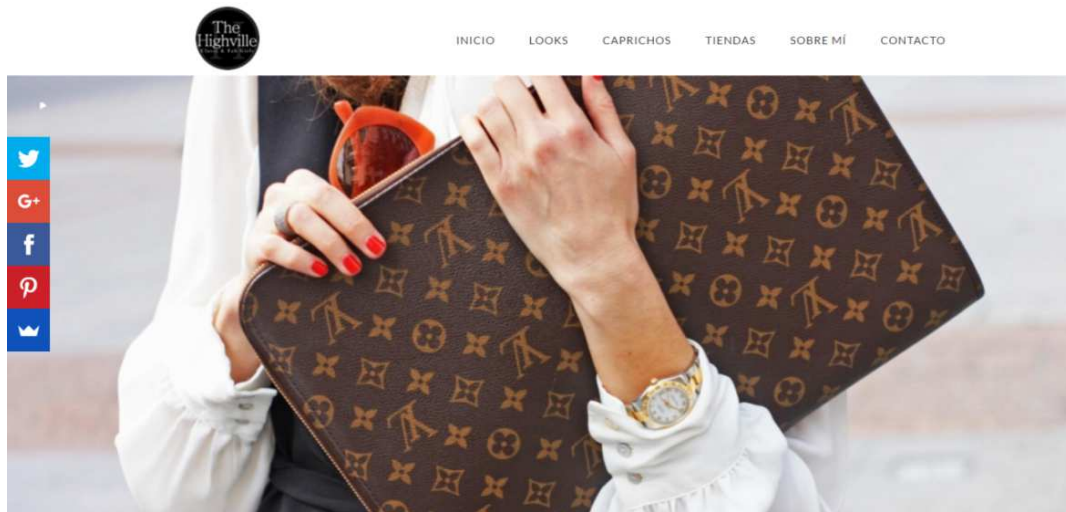 The
Highville
INICIO LOOKS CAPRICHOS TIENDAS SOBRE MÍ CONTACTO
G+